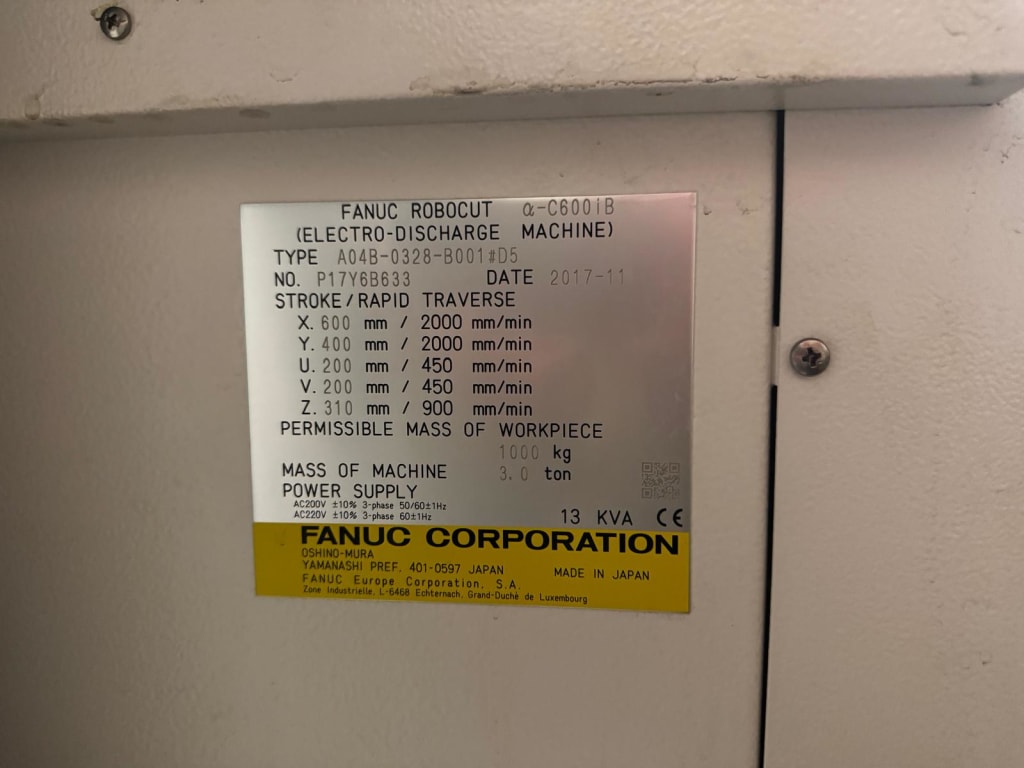 FANUC ROBOCUT α-C600iB
(ELECTRO-DISCHARGE MACHINE)
TYPE A04B-0328-B001#D5
NO. P17Y6B633 DATE 2017-11
STROKE/RAPID TRAVERSE
X. 600 mm / 2000 mm/min
Y. 400 mm / 2000 mm/min
U. 200 mm / 450 mm/min
V. 200 mm / 450 mm/min
Z. 310 mm / 900 mm/min
PERMISSIBLE MASS OF WORKPIECE
1000 kg
MASS OF MACHINE 3.0 ton
POWER SUPPLY
AC200V ±10% 3-phase 50/60±1Hz
AC220V ±10% 3-phase 60±1Hz
13 KVA CE
FANUC CORPORATION
OSHINO-MURA
YAMANASHI PREF. 401-0597 JAPAN MADE IN JAPAN
FANUC Europe Corporation, S.A.
Zone Industrielle, L-6468 Echternach, Grand-Duché de Luxembourg